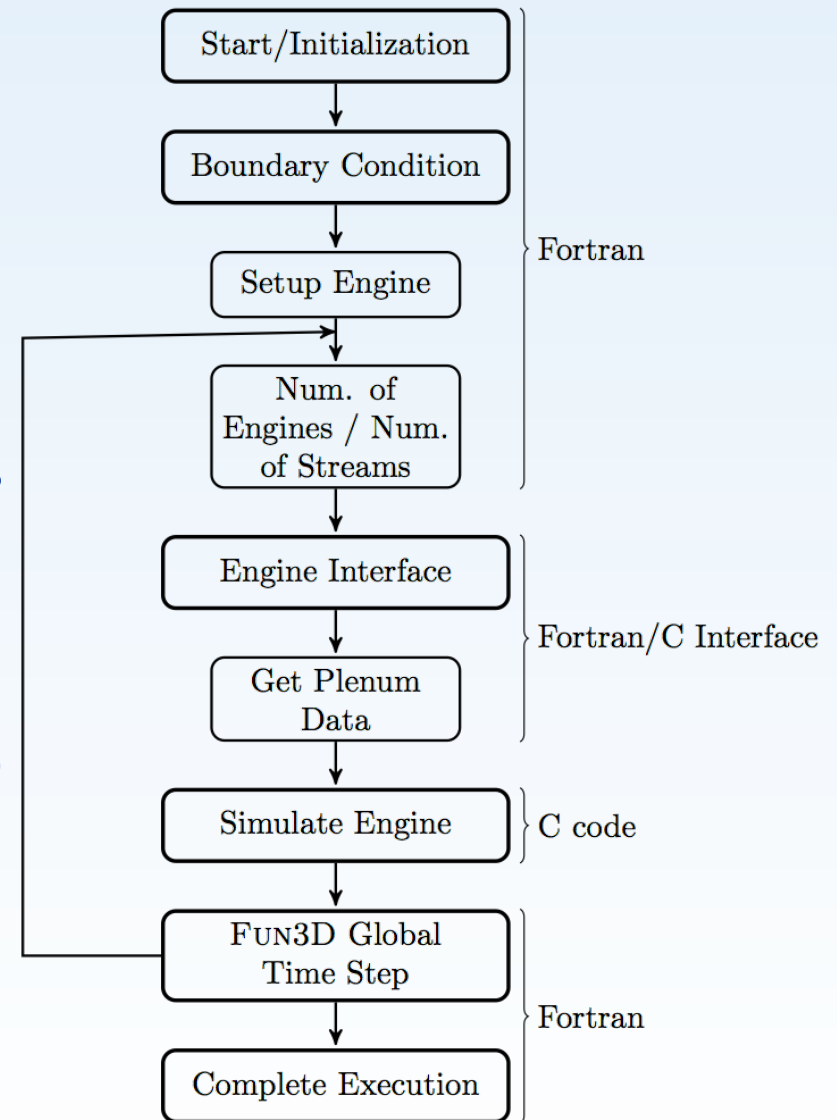 Start/Initialization
Boundary Condition
Fortran
Setup Engine
Num. of
Engines / Num.
of Streams
Engine Interface
Fortran/C Interface
Get Plenum
Data
Simulate Engine
C code
FUN3D Global
Time Step
Fortran
Complete Execution